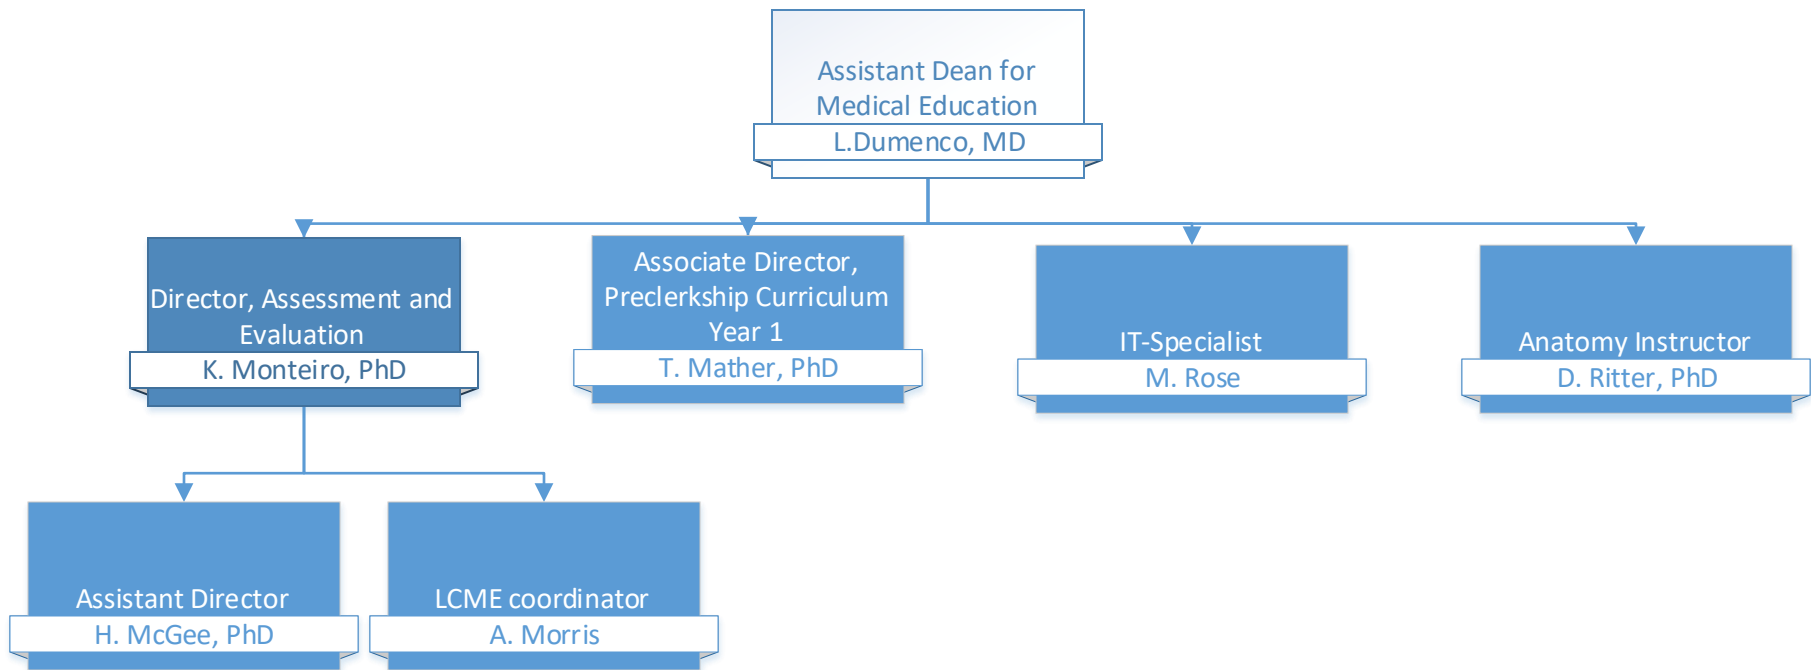 Assistant Dean for
Medical Education
L.Dumenco, MD
Director, Assessment and
Evaluation
K. Monteiro, PhD
Associate Director,
Preclerkship Curriculum
Year 1
T. Mather, PhD
IT-Specialist
M. Rose
Anatomy Instructor
D. Ritter, PhD
Assistant Director
H. McGee, PhD
LCME coordinator
A. Morris